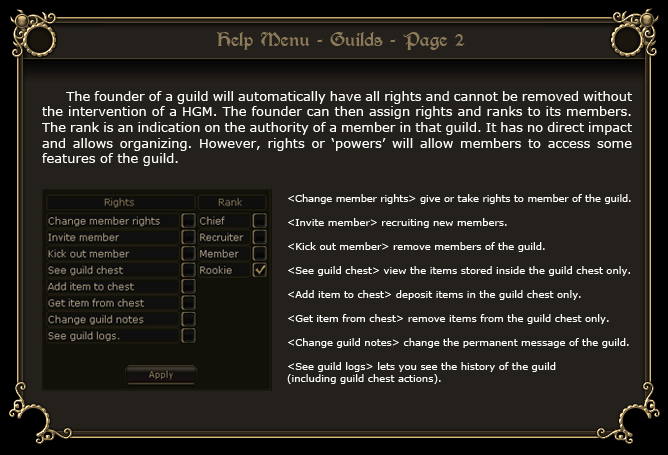 Help Menu - Guilds - Page 2
The founder of a guild will automatically have all rights and cannot be removed without
the intervention of a HGM. The founder can then assign rights and ranks to its members.
The rank is an indication on the authority of a member in that guild. It has no direct impact
and allows organizing. However, rights or ‘powers’ will allow members to access some
features of the guild.
Rights Rank
Change member rights Chief
Invite member Recruiter
Kick out member Member
See guild chest Rookie
Add item to chest
Get item from chest
Change guild notes
See guild logs.
Apply
<Change member rights> give or take rights to member of the guild.
<Invite member> recruiting new members.
<Kick out member> remove members of the guild.
<See guild chest> view the items stored inside the guild chest only.
<Add item to chest> deposit items in the guild chest only.
<Get item from chest> remove items from the guild chest only.
<Change guild notes> change the permanent message of the guild.
<See guild logs> lets you see the history of the guild
(including guild chest actions).